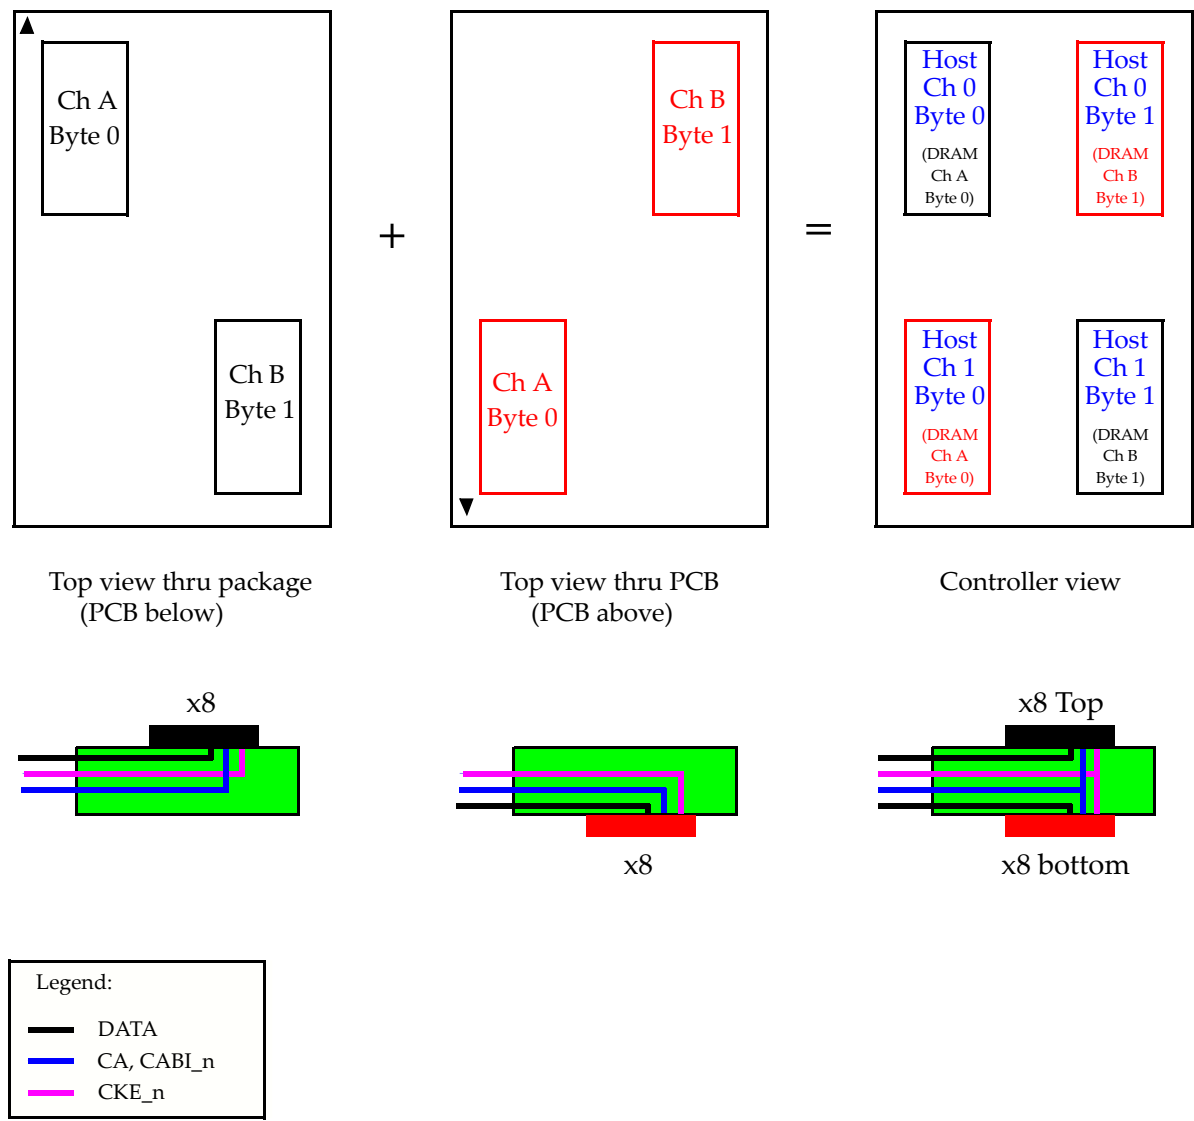 Ch A
Byte 0
Ch B
Byte 1
+
Ch B
Byte 1
Ch A
Byte 0
=
Host
Ch 0
Byte 0
(DRAM
Ch A
Byte 0)
Host
Ch 0
Byte 1
(DRAM
Ch B
Byte 1)
Host
Ch 1
Byte 0
(DRAM
Ch A
Byte 0)
Host
Ch 1
Byte 1
(DRAM
Ch B
Byte 1)
Top view thru package
(PCB below)
Top view thru PCB
(PCB above)
Controller view
x8
x8
x8 Top
x8 bottom
Legend:
DATA
CA, CABI_n
CKE_n